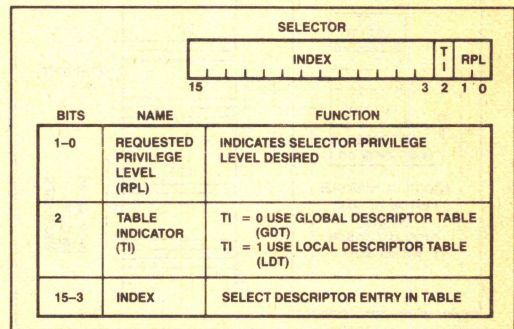 SELECTOR
INDEX
T
I
RPL
15 3 2 1 0
BITS NAME FUNCTION
1–0 REQUESTED INDICATES SELECTOR PRIVILEGE
PRIVILEGE LEVEL DESIRED
LEVEL
(RPL)
2 TABLE TI = 0 USE GLOBAL DESCRIPTOR TABLE
INDICATOR (GDT)
(TI) TI = 1 USE LOCAL DESCRIPTOR TABLE
(LDT)
15–3 INDEX SELECT DESCRIPTOR ENTRY IN TABLE